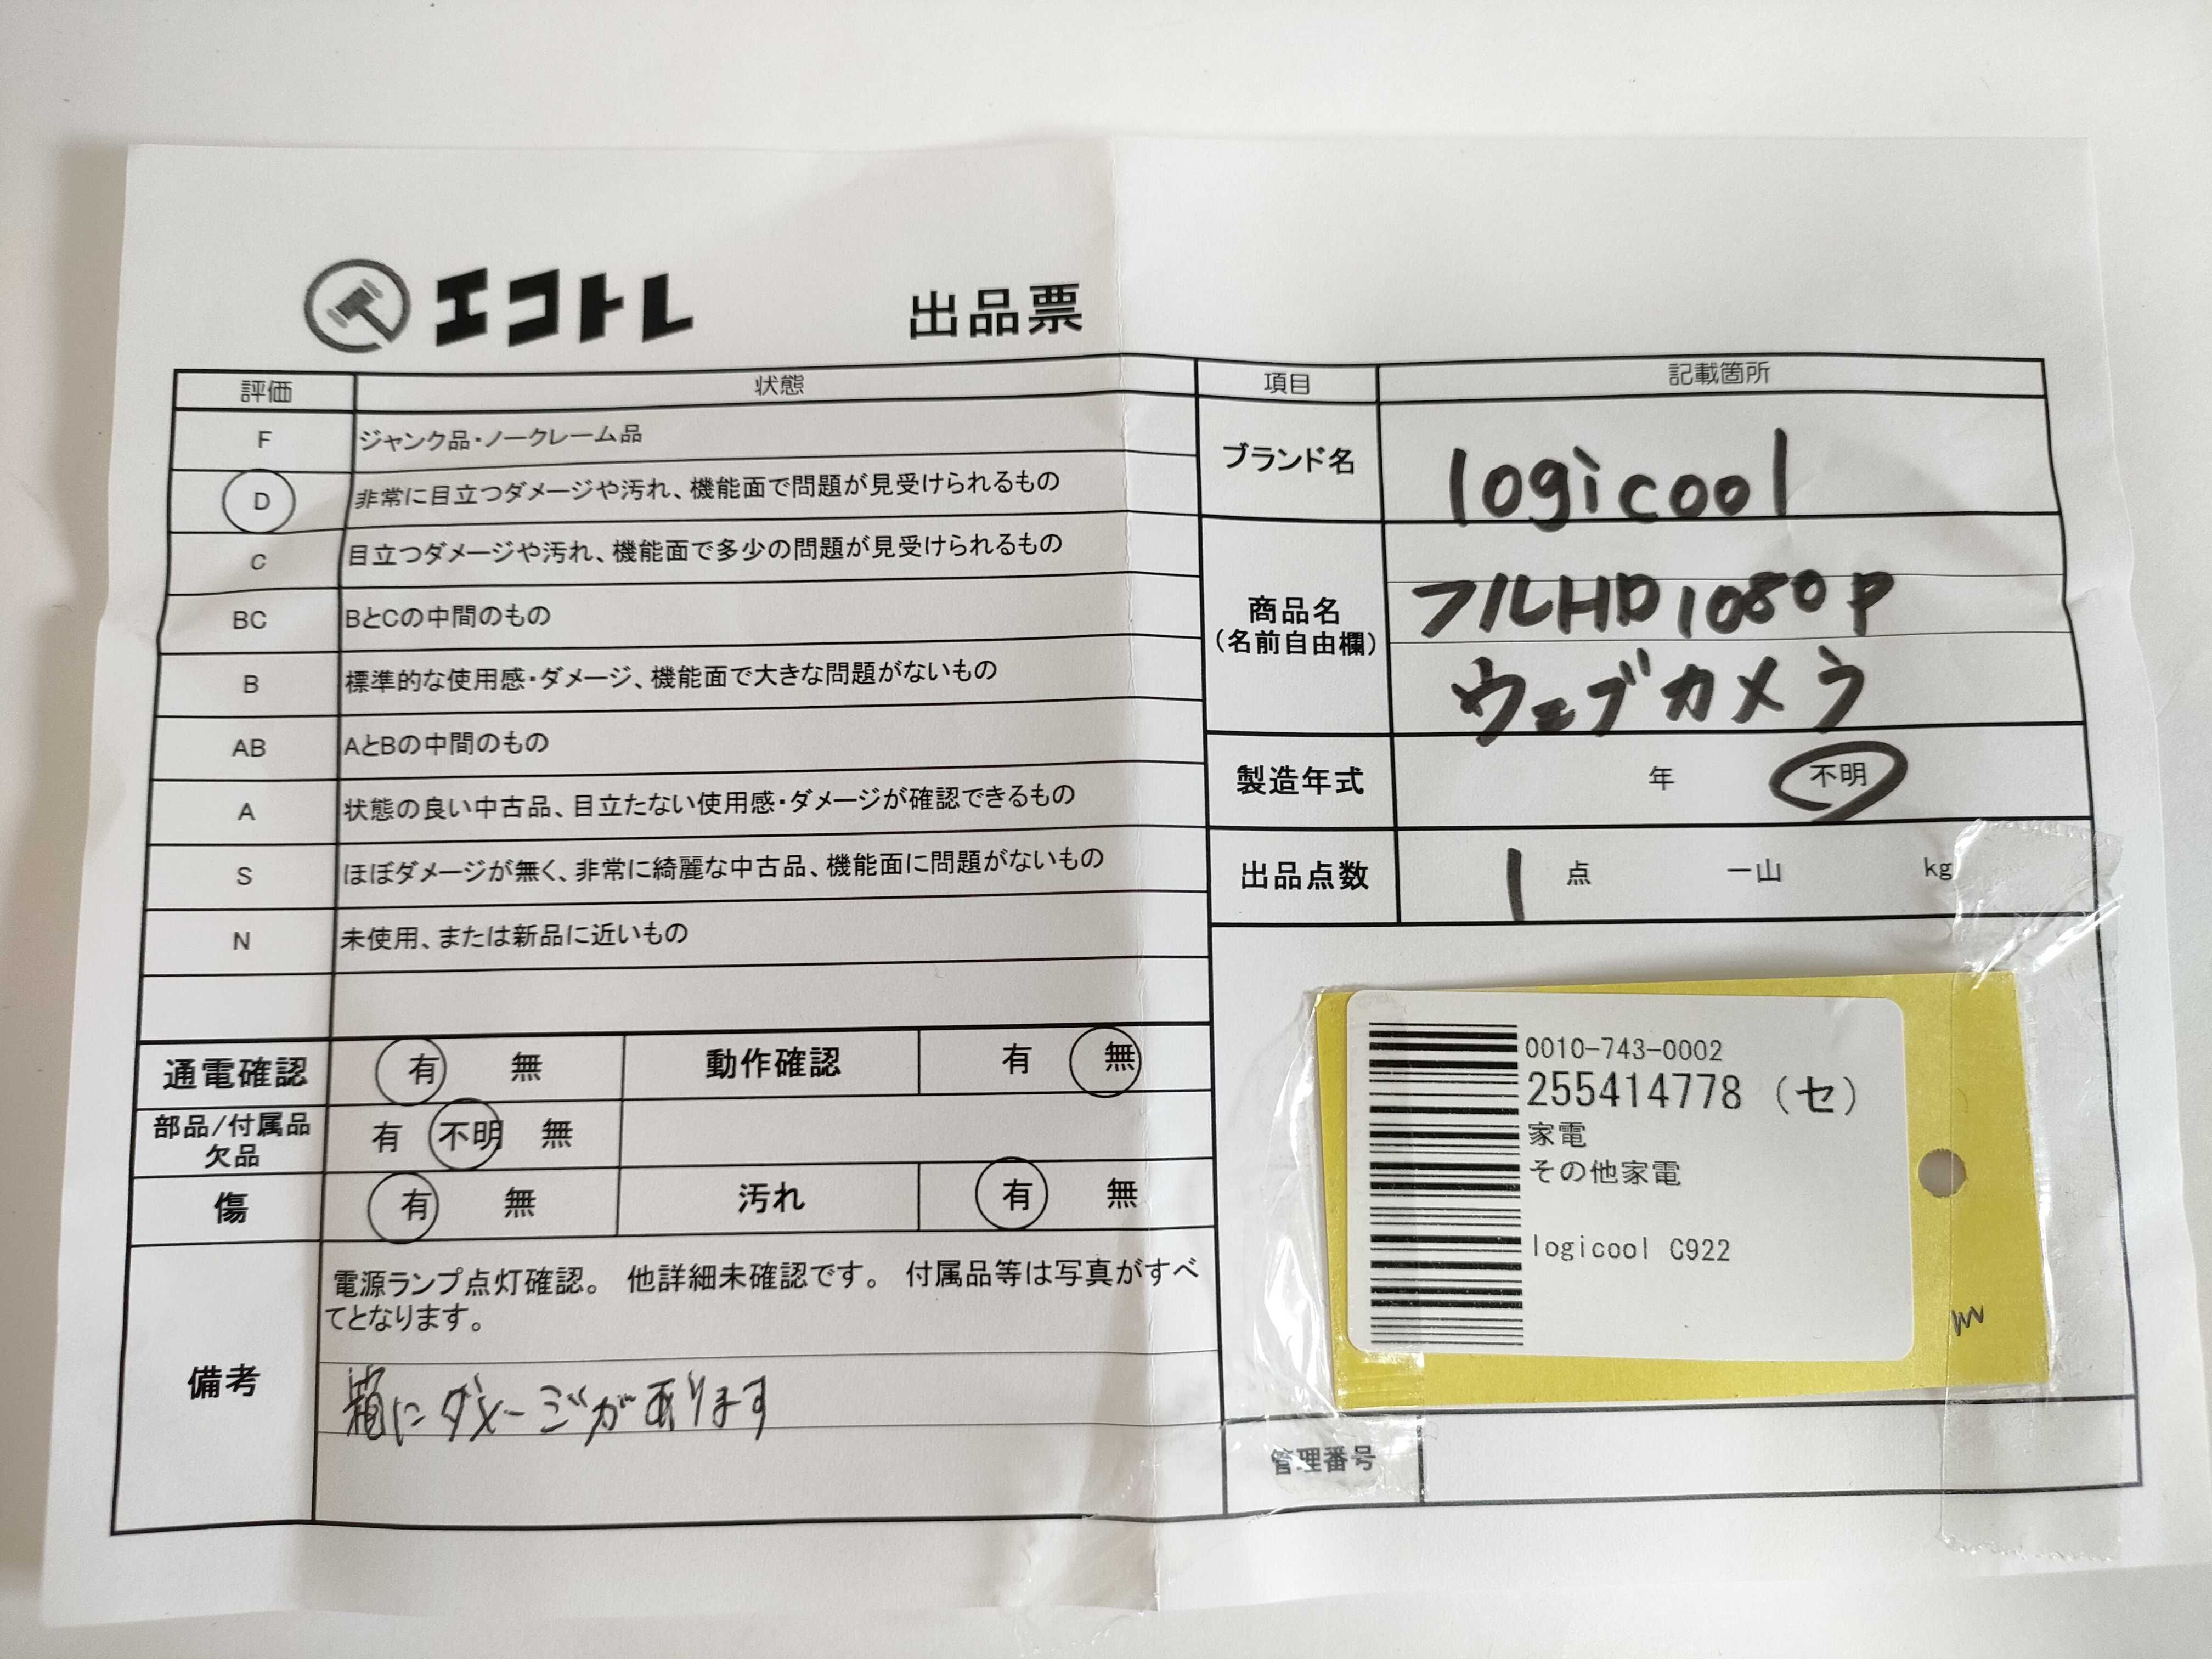 エコトレ 出品票
評価 状態
F ジャンク品・ノークレーム品
D 非常に目立つダメージや汚れ、機能面で問題が見受けられるもの
C 目立つダメージや汚れ、機能面で多少の問題が見受けられるもの
BC BとCの中間のもの
B 標準的な使用感・ダメージ、機能面で大きな問題がないもの
AB AとBの中間のもの
A 状態の良い中古品、目立たない使用感・ダメージが確認できるもの
S ほぼダメージが無く、非常に綺麗な中古品、機能面に問題がないもの
N 未使用、または新品に近いもの
通電確認 有 無 動作確認 有 無
部品/付属品
欠品 有 不明 無
傷 有 無 汚れ 有 無
備考
電源ランプ点灯確認。 他詳細未確認です。 付属品等は写真がすべ
てとなります。
箱にダメージがあります
項目 記載箇所
ブランド名 logicool
商品名
(名前自由欄)
フルHD1080p
ウェブカメラ
製造年式 年 不明
出品点数 1 点 一山 kg
0010-743-0002
255414778 (セ)
家電
その他家電
logicool C922
管理番号